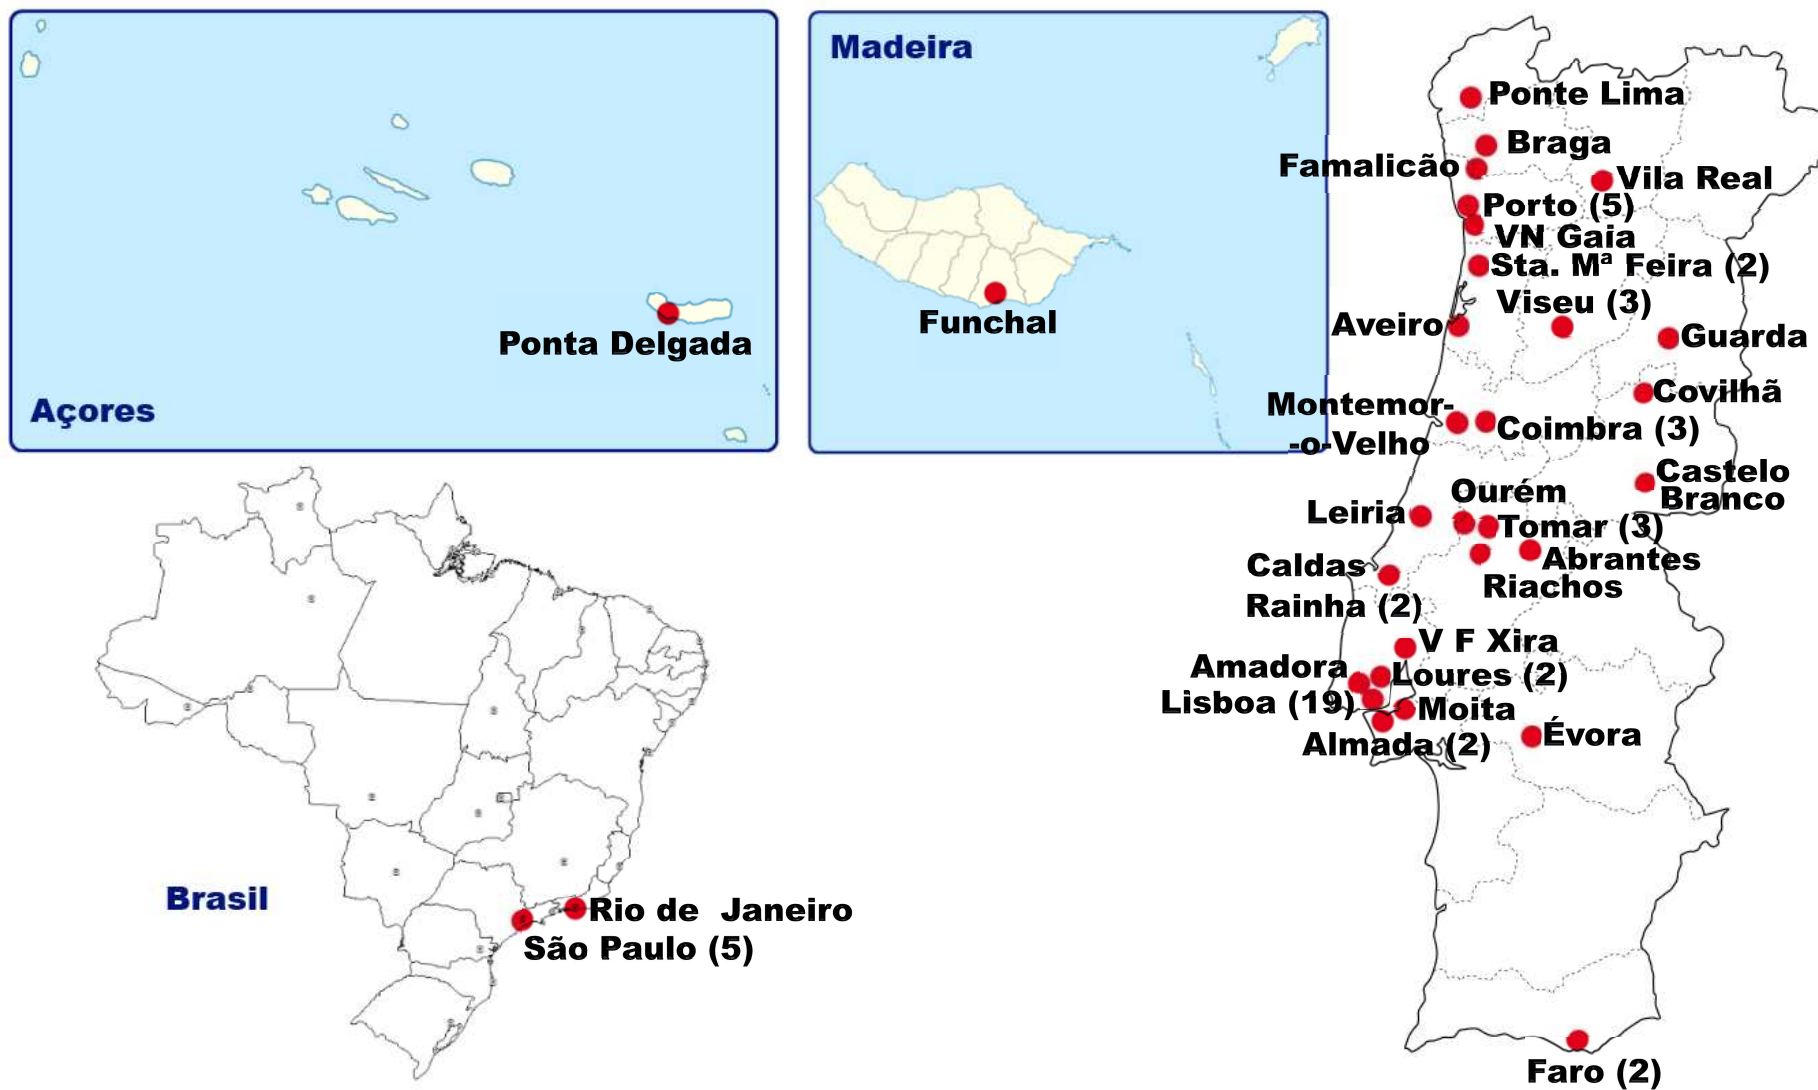 Madeira
Funchal
Ponta Delgada
Açores
Ponte Lima
Braga
Famalicão
Vila Real
Porto (5)
VN Gaia
Sta. Mª Feira (2)
Viseu (3)
Aveiro
Guarda
Covilhã
Montemor-
-o-Velho
Coimbra (3)
Castelo
Branco
Ourém
Leiria
Tomar (3)
Abrantes
Riachos
Caldas
Rainha (2)
V F Xira
Amadora
Loures (2)
Lisboa (19)
Moita
Almada (2)
Évora
Faro (2)
Brasil
Rio de  Janeiro
São Paulo (5)